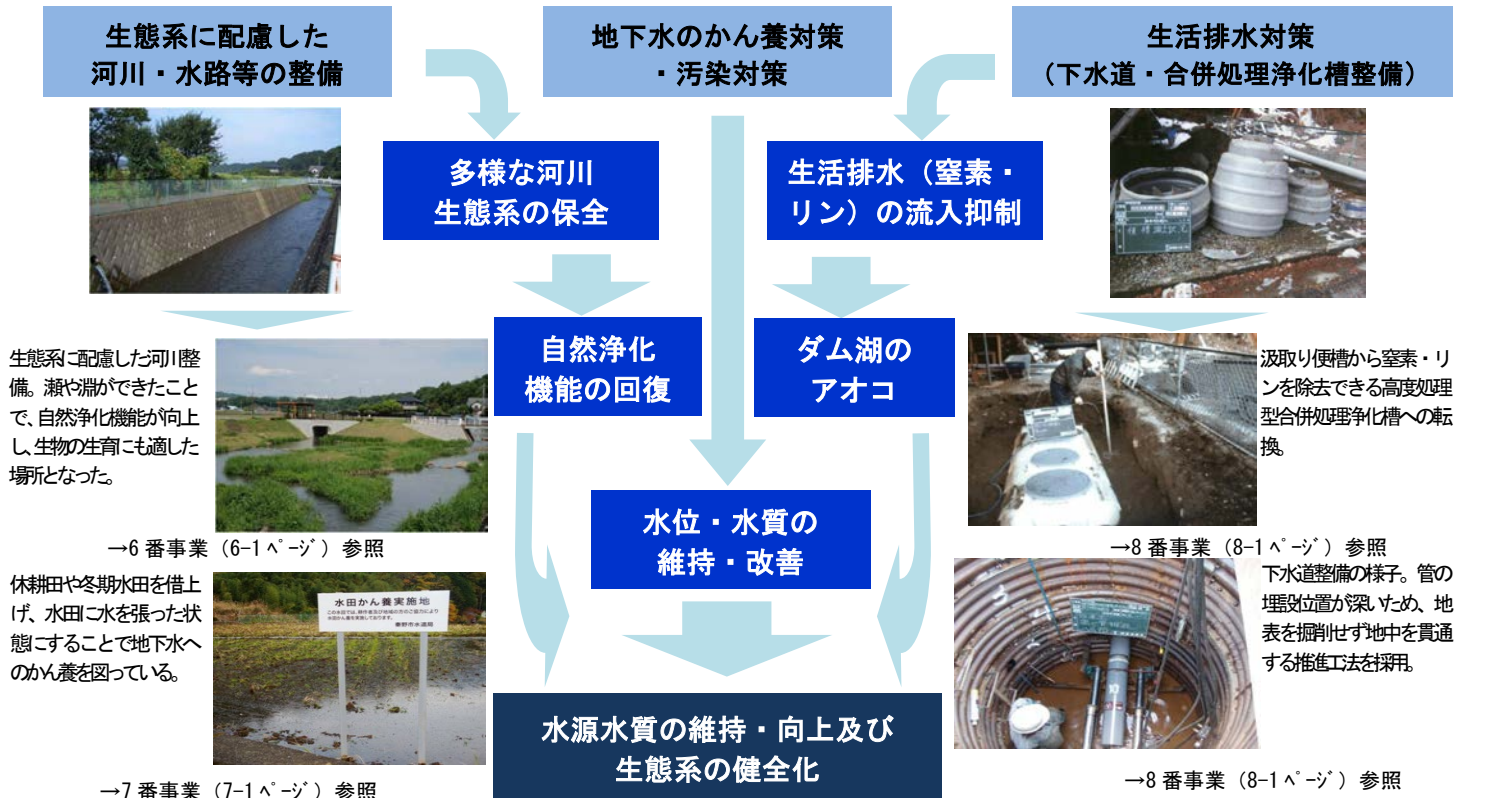 生態系に配慮した
河川・水路等の整備
地下水のかん養対策
・汚染対策
生活排水対策
（下水道・合併処理浄化槽整備）
多様な河川
生態系の保全
生活排水（窒素・
リン）の流入抑制
自然浄化
機能の回復
ダム湖の
アオコ
水位・水質の
維持・改善
水源水質の維持・向上及び
生態系の健全化
生態系に配慮した河川整
備。瀬や淵ができたこと
で、自然浄化機能が向上
し、生物の生育にも適した
場所となった。
→6 番事業（6-1 ﾍﾟｰｼﾞ）参照
休耕田や冬期水田を借上
げ、水田に水を張った状
態にすることで地下水へ
のかん養を図っている。
水田かん養実施地
秦野市水道局
→7 番事業（7-1 ﾍﾟｰｼﾞ）参照
汲取り便槽から窒素・リ
ンを除去できる高度処理
型合併処理浄化槽への転
換。
→8 番事業（8-1 ﾍﾟｰｼﾞ）参照
下水道整備の様子。管の
埋設位置が深いため、地
表を掘削せず地中を貫通
する推進工法を採用。
→8 番事業（8-1 ﾍﾟｰｼﾞ）参照